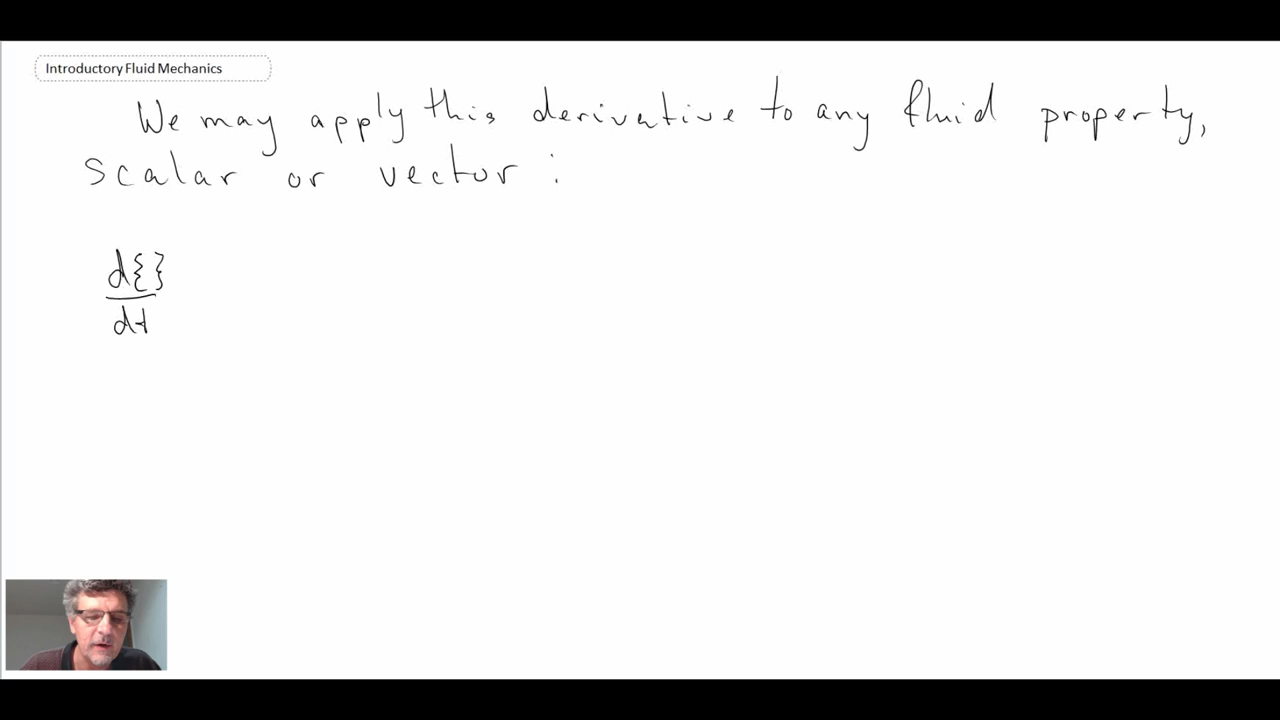 Introductory Fluid Mechanics
We may apply this derivative to any fluid property,
scalar or vector :
d{ }
dt